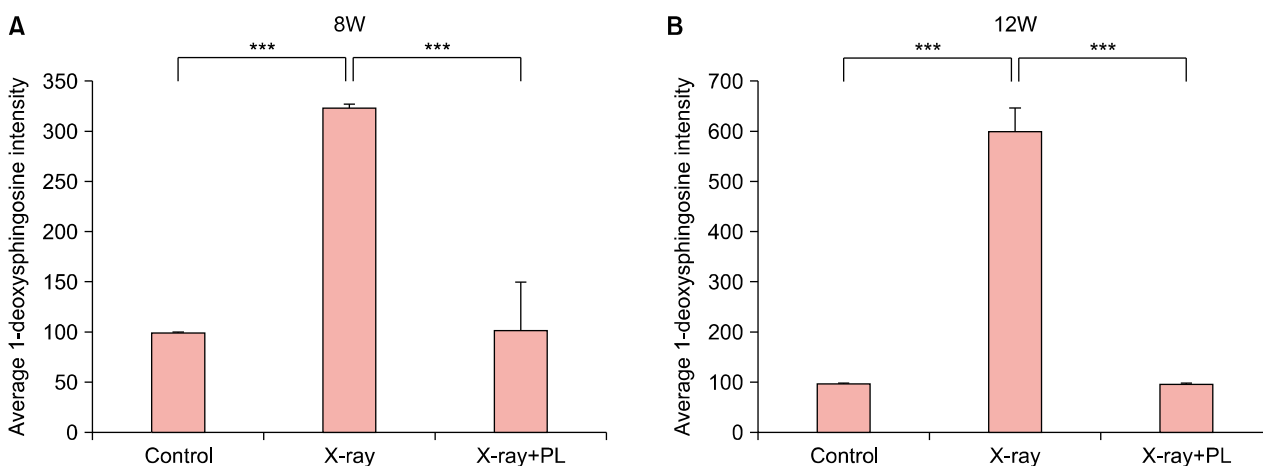 A
8W
***
***
Average 1-deoxysphingosine intensity
350
300
250
200
150
100
50
0
Control
X-ray
X-ray+PL
B
12W
***
***
Average 1-deoxysphingosine intensity
700
600
500
400
300
200
100
0
Control
X-ray
X-ray+PL